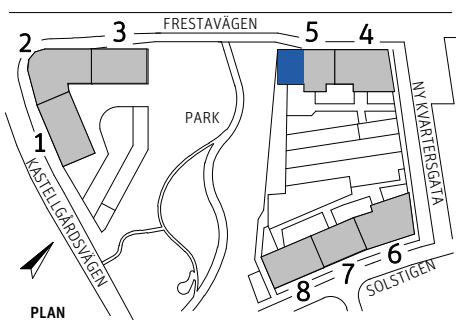 FRESTAVÄGEN
2 3 5 4
PARK
1
KASTELLGÅRDSVÄGEN
NY KVARTERSGATA
8 7 6
SOLSTIGEN
PLAN